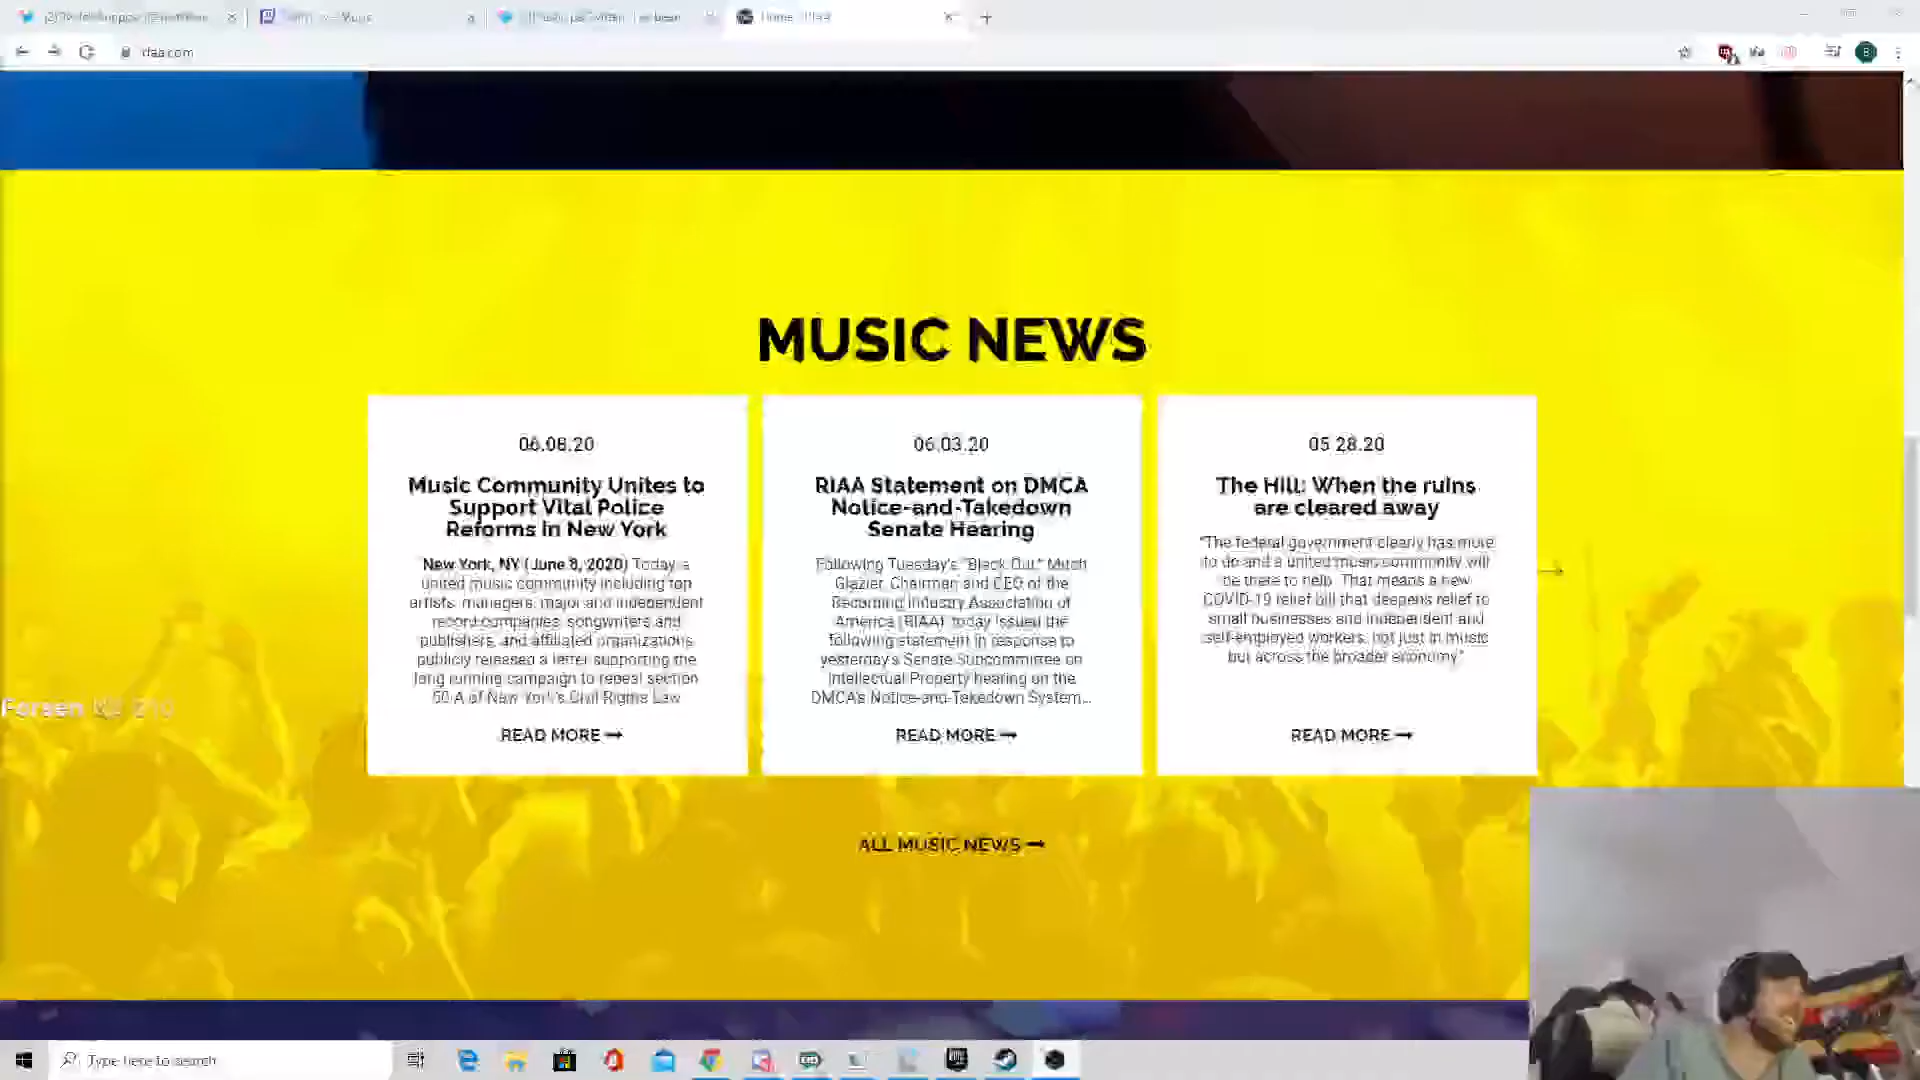 riaa.com
MUSIC NEWS
06.08.20
Music Community Unites to
Support Vital Police
Reforms in New York
New York, NY (June 8, 2020) Today, a
united music community including top
artists, managers, major and independent
record companies, songwriters and
publishers, and affiliated organizations
publicly released a letter supporting the
long running campaign to repeal section
50-A of New York's Civil Rights Law
READ MORE
06.03.20
RIAA Statement on DMCA
Notice-and-Takedown
Senate Hearing
Following Tuesday's "Black Out," Mitch
Glazier, Chairman and CEO of the
Recording Industry Association of
America (RIAA), today issued the
following statement in response to
yesterday's Senate Subcommittee on
Intellectual Property hearing on the
DMCA's Notice-and-Takedown System...
READ MORE
05.28.20
The Hill: When the ruins
are cleared away
"The federal government clearly has more
to do and a united music community will
be there to help. That means a new
COVID-19 relief bill that deepens relief to
small businesses and independent and
self-employed workers, not just in music
but across the broader economy."
READ MORE
ALL MUSIC NEWS
Forsen
Type here to search